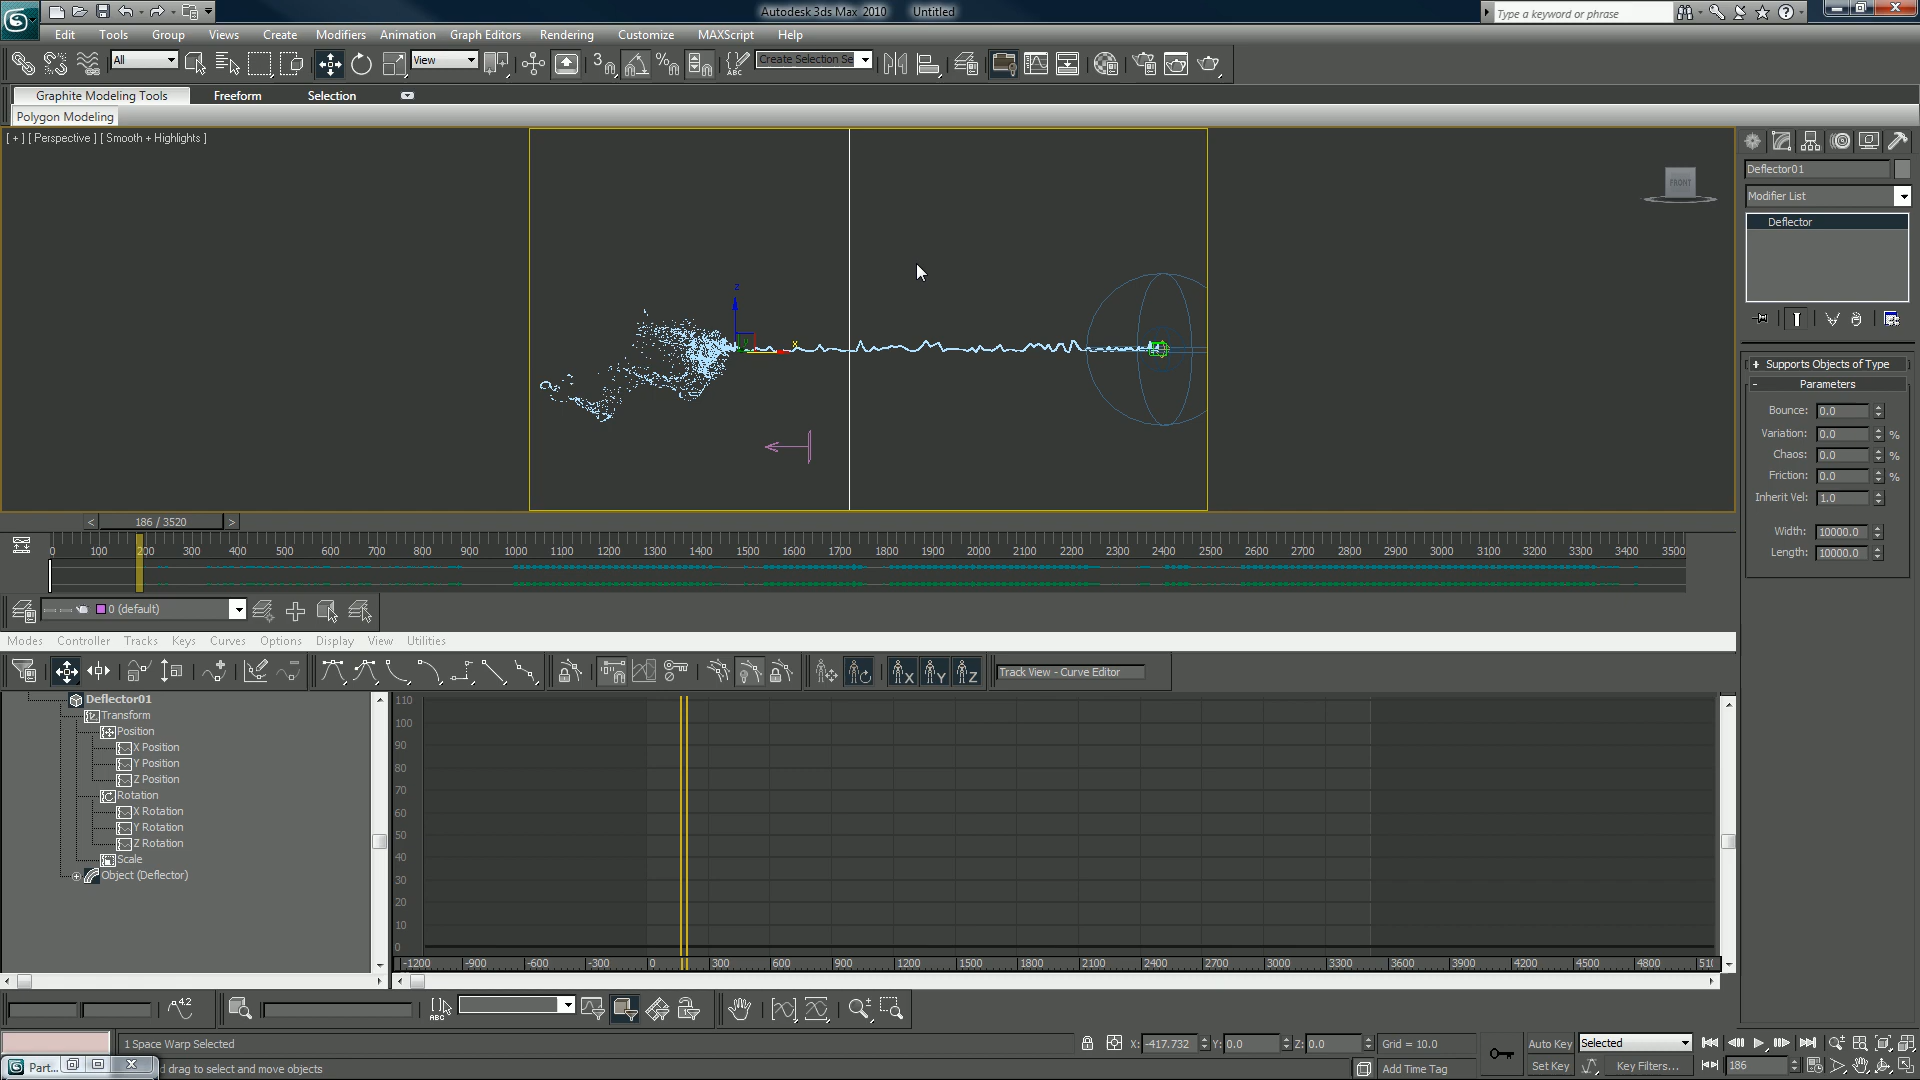 Autodesk 3ds Max 2010 Untitled
Type a keyword or phrase
Edit Tools Group Views Create Modifiers Animation Graph Editors Rendering Customize MAXScript Help
All
View
3
ABC
Create Selection Se
Graphite Modeling Tools Freeform Selection
Polygon Modeling
[ + ] [ Perspective ] [ Smooth + Highlights ]
FRONT
z
x
y
Deflector01
Modifier List
Deflector
+ Supports Objects of Type
- Parameters
Bounce: 0.0
Variation: 0.0 %
Chaos: 0.0 %
Friction: 0.0 %
Inherit Vel: 1.0
Width: 10000.0
Length: 10000.0
< 186 / 3520 >
0 100 200 300 400 500 600 700 800 900 1000 1100 1200 1300 1400 1500 1600 1700 1800 1900 2000 2100 2200 2300 2400 2500 2600 2700 2800 2900 3000 3100 3200 3300 3400 3500
0 (default)
Modes Controller Tracks Keys Curves Options Display View Utilities
X Y Z
Track View - Curve Editor
Deflector01
Transform
Position
X Position
Y Position
Z Position
Rotation
X Rotation
Y Rotation
Z Rotation
Scale
Object (Deflector)
110
100
90
80
70
60
50
40
30
20
10
0
-1200 -900 -600 -300 0 300 600 900 1200 1500 1800 2100 2400 2700 3000 3300 3600 3900 4200 4500 4800 510
4.2
ABC
1 Space Warp Selected
X: -417.732 Y: 0.0 Z: 0.0 Grid = 10.0
Auto Key Selected
Part...
d drag to select and move objects
Add Time Tag
Set Key Key Filters...
186